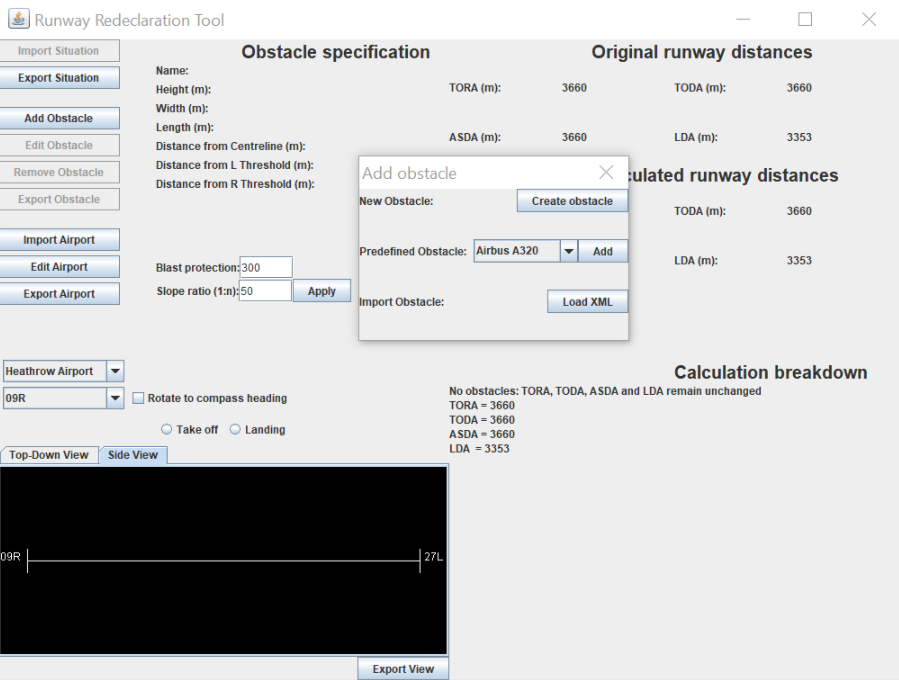 Runway Redeclaration Tool
Import Situation
Export Situation
Add Obstacle
Edit Obstacle
Remove Obstacle
Export Obstacle
Import Airport
Edit Airport
Export Airport
Obstacle specification
Name:
Height (m):
Width (m):
Length (m):
Distance from Centreline (m):
Distance from L Threshold (m):
Distance from R Threshold (m):
Blast protection: 300
Slope ratio (1:n): 50 Apply
Original runway distances
TORA (m): 3660 TODA (m): 3660
ASDA (m): 3660 LDA (m): 3353
culated runway distances
TODA (m): 3660
LDA (m): 3353
Add obstacle
New Obstacle: Create obstacle
Predefined Obstacle: Airbus A320 Add
Import Obstacle: Load XML
Heathrow Airport
09R Rotate to compass heading
Take off Landing
Top-Down View Side View
09R 27L
Export View
Calculation breakdown
No obstacles: TORA, TODA, ASDA and LDA remain unchanged
TORA = 3660
TODA = 3660
ASDA = 3660
LDA = 3353